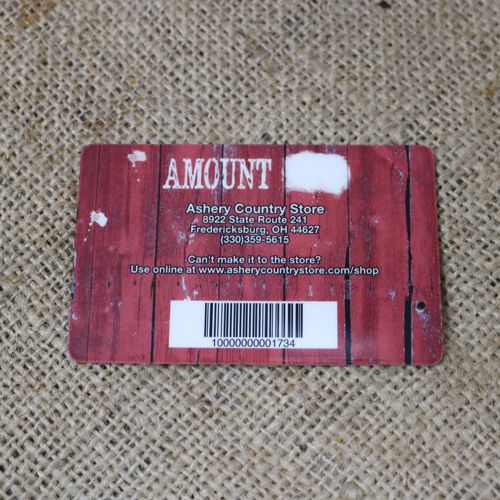 AMOUNT
Ashery Country Store
8922 State Route 241
Fredericksburg, OH 44627
(330)359-5615
Can't make it to the store?
Use online at www.asherycountrystore.com/shop
10000000001734